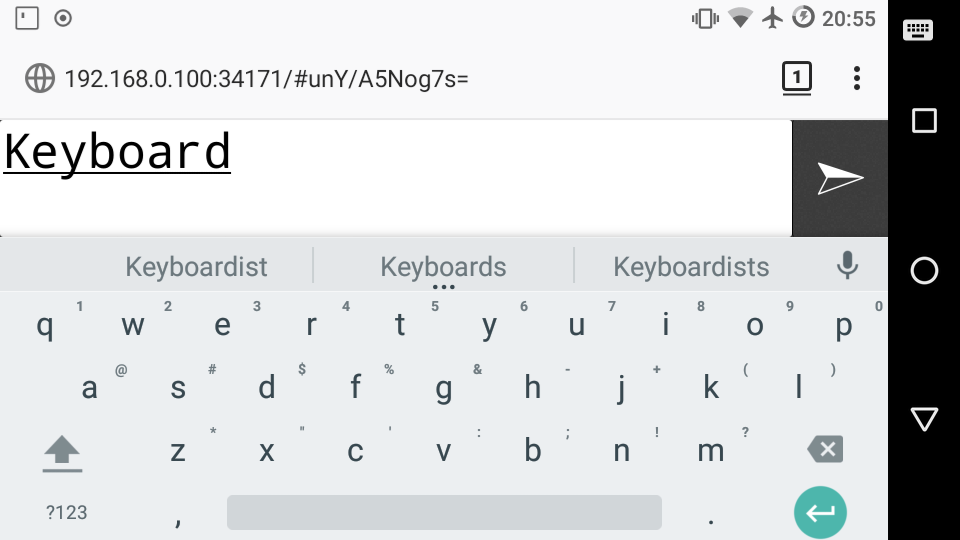 20:55
192.168.0.100:34171/#unY/A5Nog7s=
1
Keyboard
Keyboardist Keyboards Keyboardists
1 2 3 4 5 6 7 8 9 0
q w e r t y u i o p
@ # $ % & - + ( )
a s d f g h j k l
* " ' : ; ! ?
z x c v b n m
?123 , .